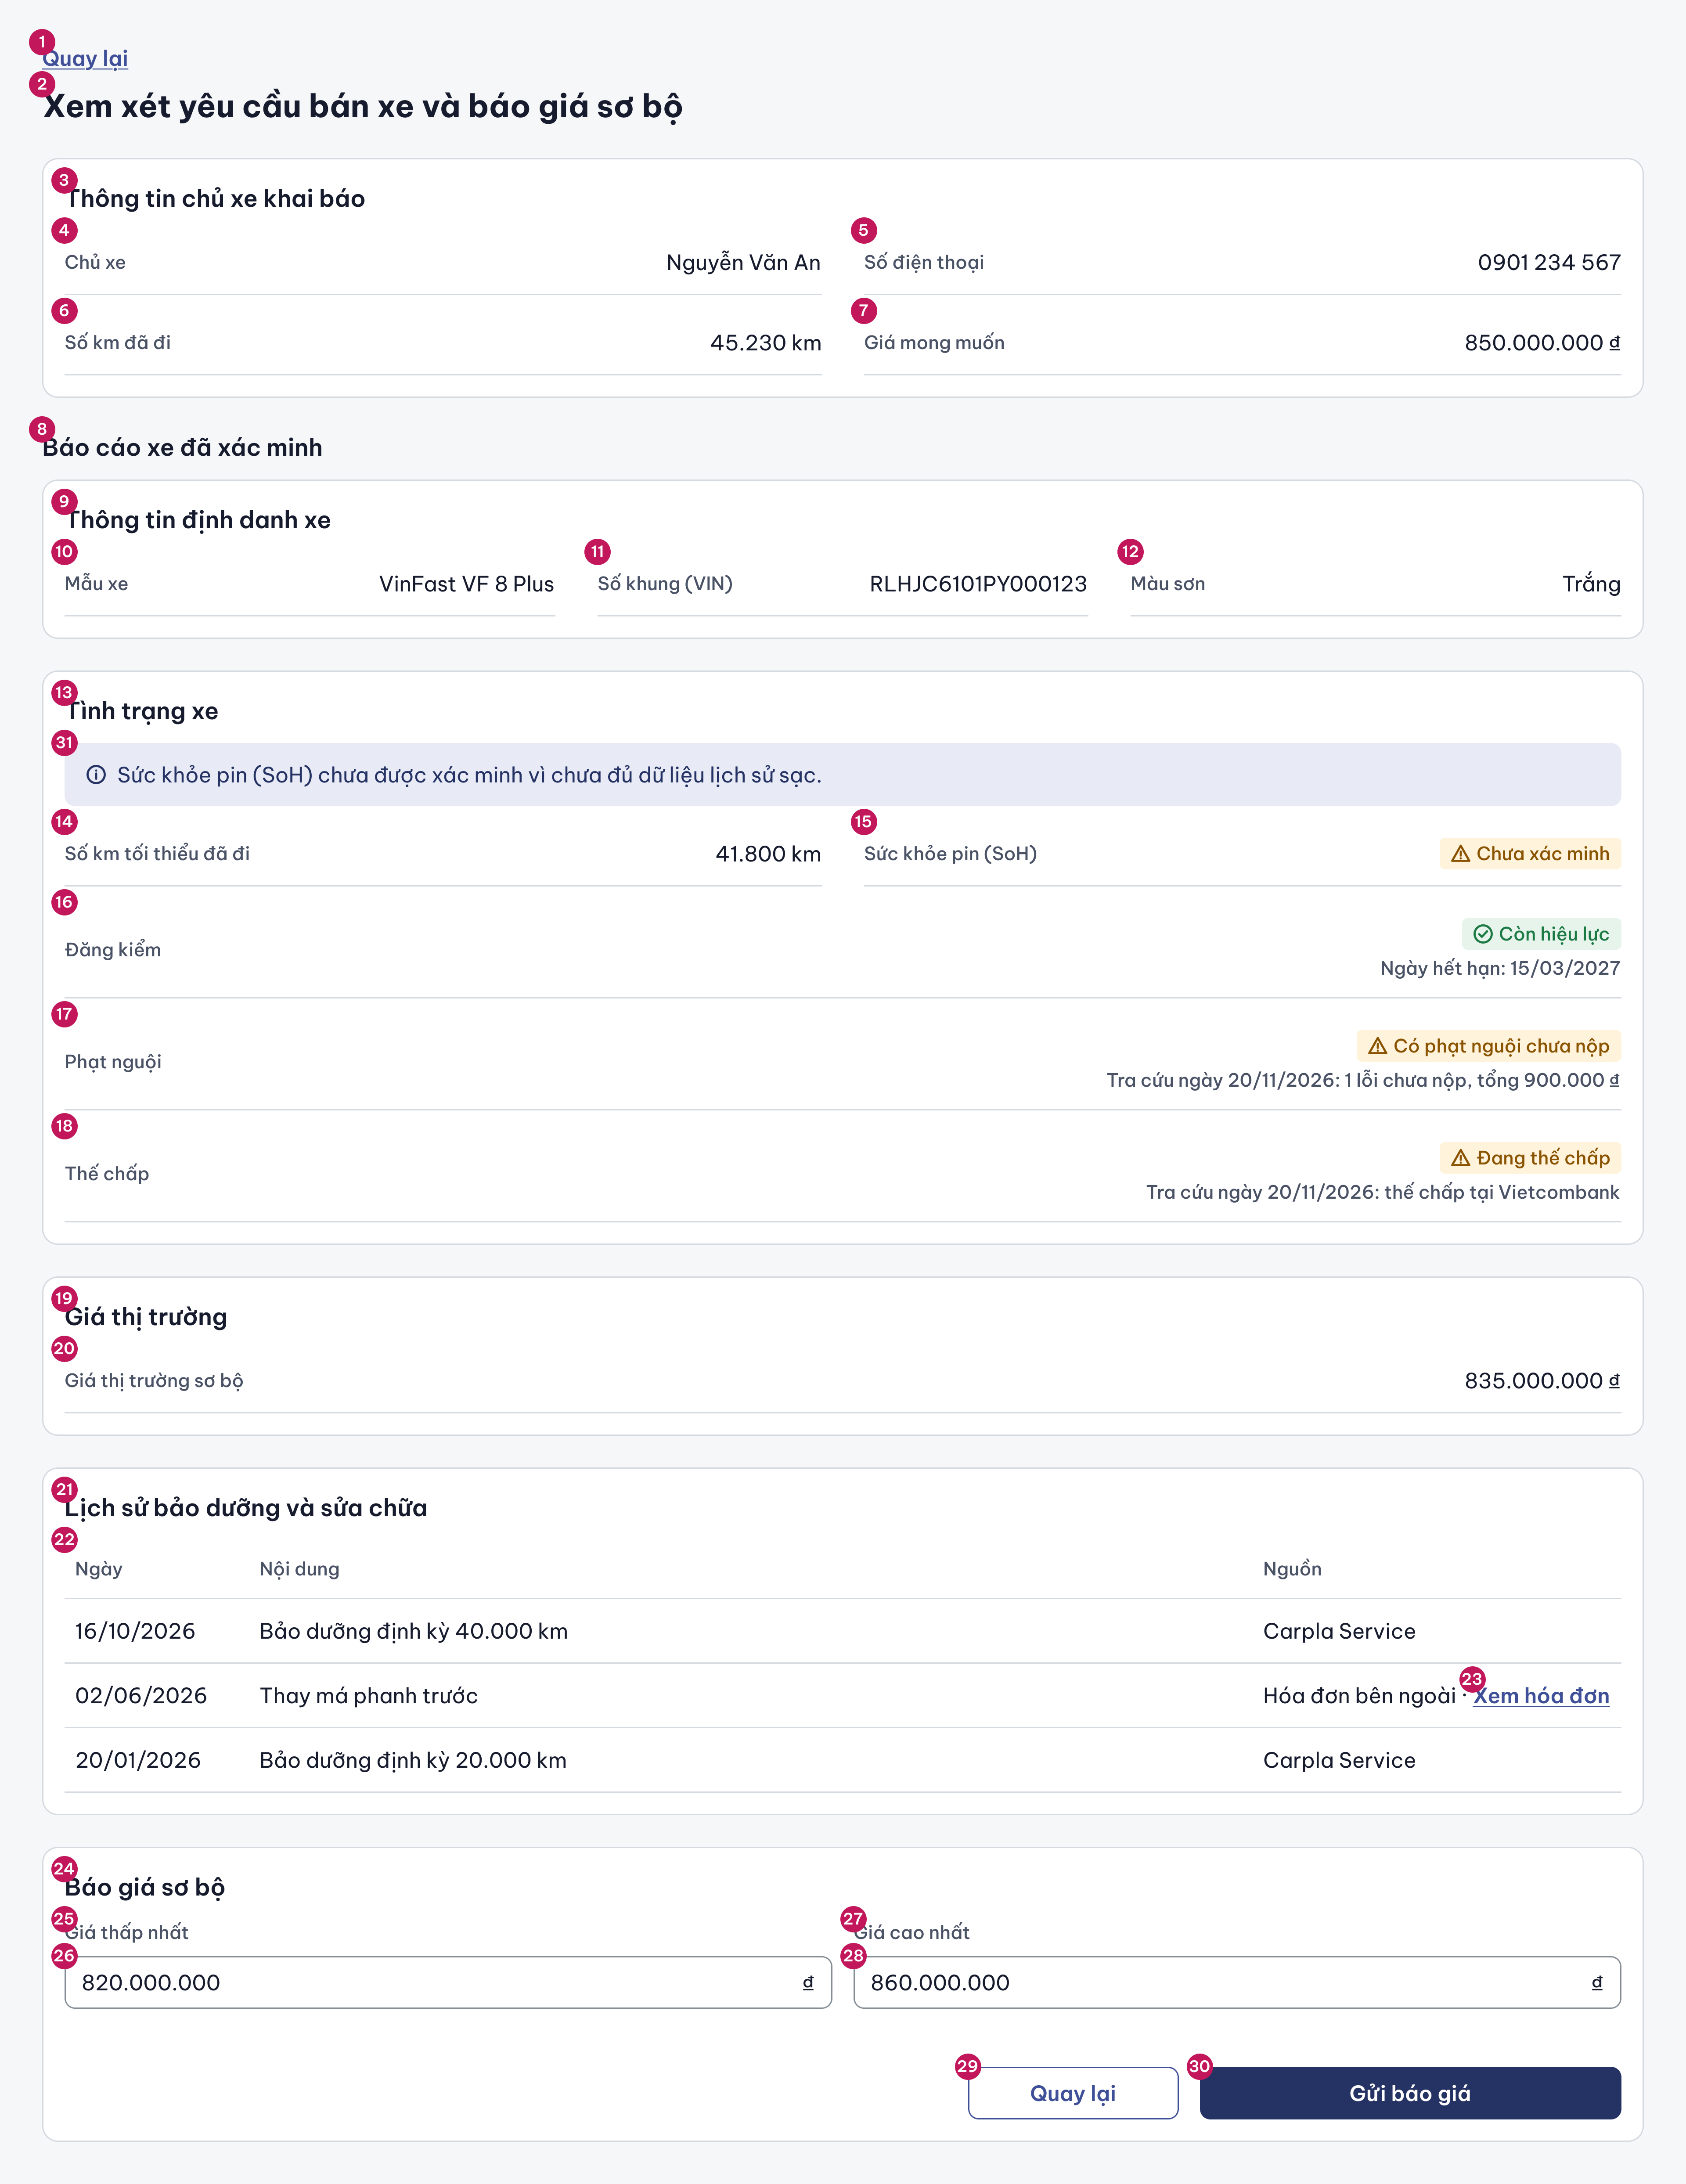 1
Quay lại
2
Xem xét yêu cầu bán xe và báo giá sơ bộ
3
Thông tin chủ xe khai báo
4
Chủ xe Nguyễn Văn An
5
Số điện thoại 0901 234 567
6
Số km đã đi 45.230 km
7
Giá mong muốn 850.000.000 ₫
8
Báo cáo xe đã xác minh
9
Thông tin định danh xe
10
Mẫu xe VinFast VF 8 Plus
11
Số khung (VIN) RLHJC6101PY000123
12
Màu sơn Trắng
13
Tình trạng xe
31
Sức khỏe pin (SoH) chưa được xác minh vì chưa đủ dữ liệu lịch sử sạc.
14
Số km tối thiểu đã đi 41.800 km
15
Sức khỏe pin (SoH) Chưa xác minh
16
Đăng kiểm
Còn hiệu lực
Ngày hết hạn: 15/03/2027
17
Phạt nguội
Có phạt nguội chưa nộp
Tra cứu ngày 20/11/2026: 1 lỗi chưa nộp, tổng 900.000 ₫
18
Thế chấp
Đang thế chấp
Tra cứu ngày 20/11/2026: thế chấp tại Vietcombank
19
Giá thị trường
20
Giá thị trường sơ bộ 835.000.000 ₫
21
Lịch sử bảo dưỡng và sửa chữa
22
Ngày Nội dung Nguồn
16/10/2026 Bảo dưỡng định kỳ 40.000 km Carpla Service
23
02/06/2026 Thay má phanh trước Hóa đơn bên ngoài · Xem hóa đơn
20/01/2026 Bảo dưỡng định kỳ 20.000 km Carpla Service
24
Báo giá sơ bộ
25
Giá thấp nhất
26
820.000.000 ₫
27
Giá cao nhất
28
860.000.000 ₫
29
Quay lại
30
Gửi báo giá